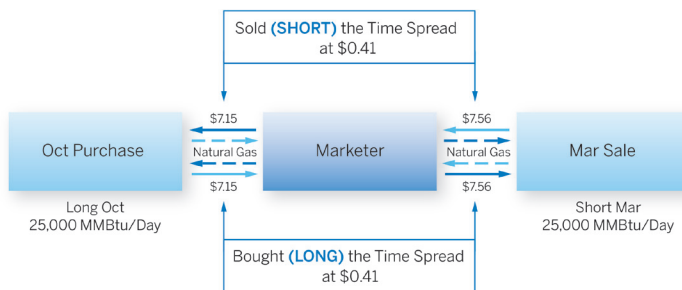 Sold (SHORT) the Time Spread
at $0.41
$7.15
$7.56
Oct Purchase
Natural Gas
Marketer
Natural Gas
Mar Sale
$7.15
$7.56
Long Oct
25,000 MMBtu/Day
Short Mar
25,000 MMBtu/Day
Bought (LONG) the Time Spread
at $0.41